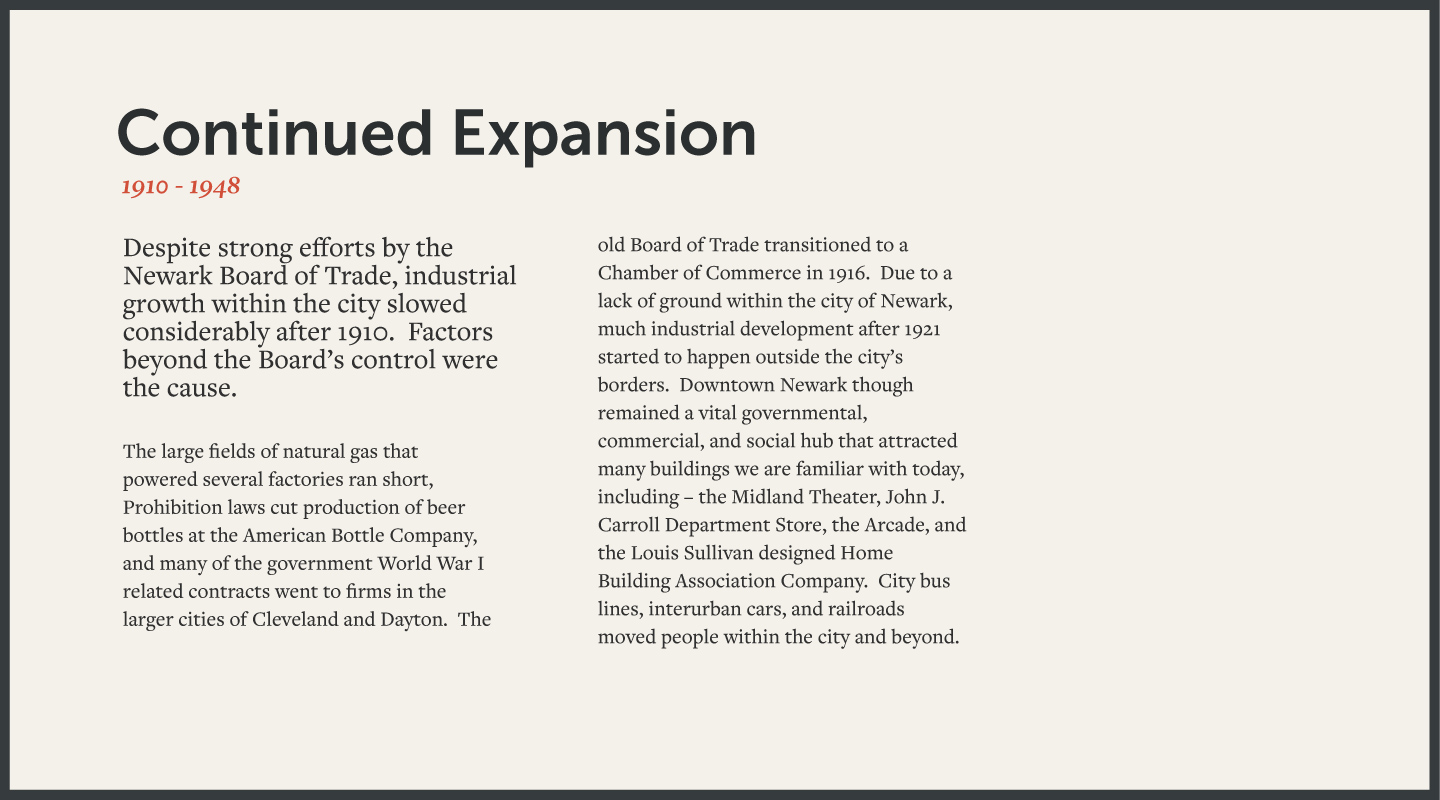 Continued Expansion
1910 - 1948
Despite strong efforts by the
Newark Board of Trade, industrial
growth within the city slowed
considerably after 1910.  Factors
beyond the Board’s control were
the cause.
The large fields of natural gas that
powered several factories ran short,
Prohibition laws cut production of beer
bottles at the American Bottle Company,
and many of the government World War I
related contracts went to firms in the
larger cities of Cleveland and Dayton.  The
old Board of Trade transitioned to a
Chamber of Commerce in 1916.  Due to a
lack of ground within the city of Newark,
much industrial development after 1921
started to happen outside the city’s
borders.  Downtown Newark though
remained a vital governmental,
commercial, and social hub that attracted
many buildings we are familiar with today,
including – the Midland Theater, John J.
Carroll Department Store, the Arcade, and
the Louis Sullivan designed Home
Building Association Company.  City bus
lines, interurban cars, and railroads
moved people within the city and beyond.